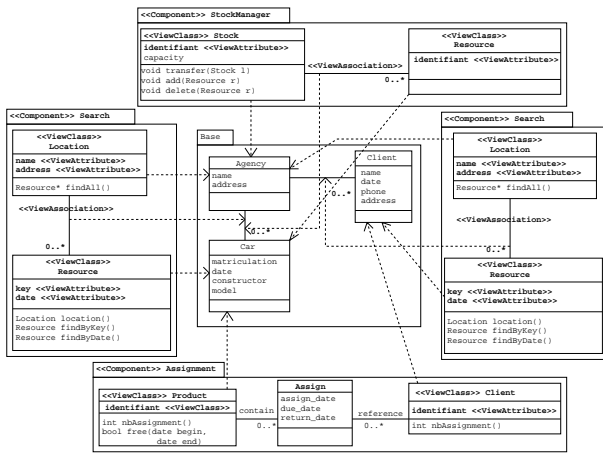 <<Component>> StockManager
<<ViewClass>> Stock
identifiant <<ViewAttribute>>
capacity
void transfer(Stock l)
void add(Resource r)
void delete(Resource r)
<<ViewAssociation>>
0..*
<<ViewClass>>
Resource
identifiant <<ViewAttribute>>
<<Component>> Search
<<ViewClass>>
Location
name <<ViewAttribute>>
address <<ViewAttribute>>
Resource* findAll()
<<ViewAssociation>>
0..*
<<ViewClass>>
Resource
key <<ViewAttribute>>
date <<ViewAttribute>>
Location location()
Resource findByKey()
Resource findByDate()
Base
Agency
name
address
Client
name
date
phone
address
0..*
0..*
Car
matriculation
date
constructor
model
<<Component>> Search
<<ViewClass>>
Location
name <<ViewAttribute>>
address <<ViewAttribute>>
Resource* findAll()
<<ViewAssociation>>
0..*
<<ViewClass>>
Resource
key <<ViewAttribute>>
date <<ViewAttribute>>
Location location()
Resource findByKey()
Resource findByDate()
<<Component>> Assignment
<<ViewClass>> Product
identifiant <<ViewClass>>
int nbAssignment()
bool free(date begin,
date end)
contain
0..*
Assign
assign_date
due_date
return_date
reference
0..*
<<ViewClass>> Client
identifiant <<ViewAttribute>>
int nbAssignment()